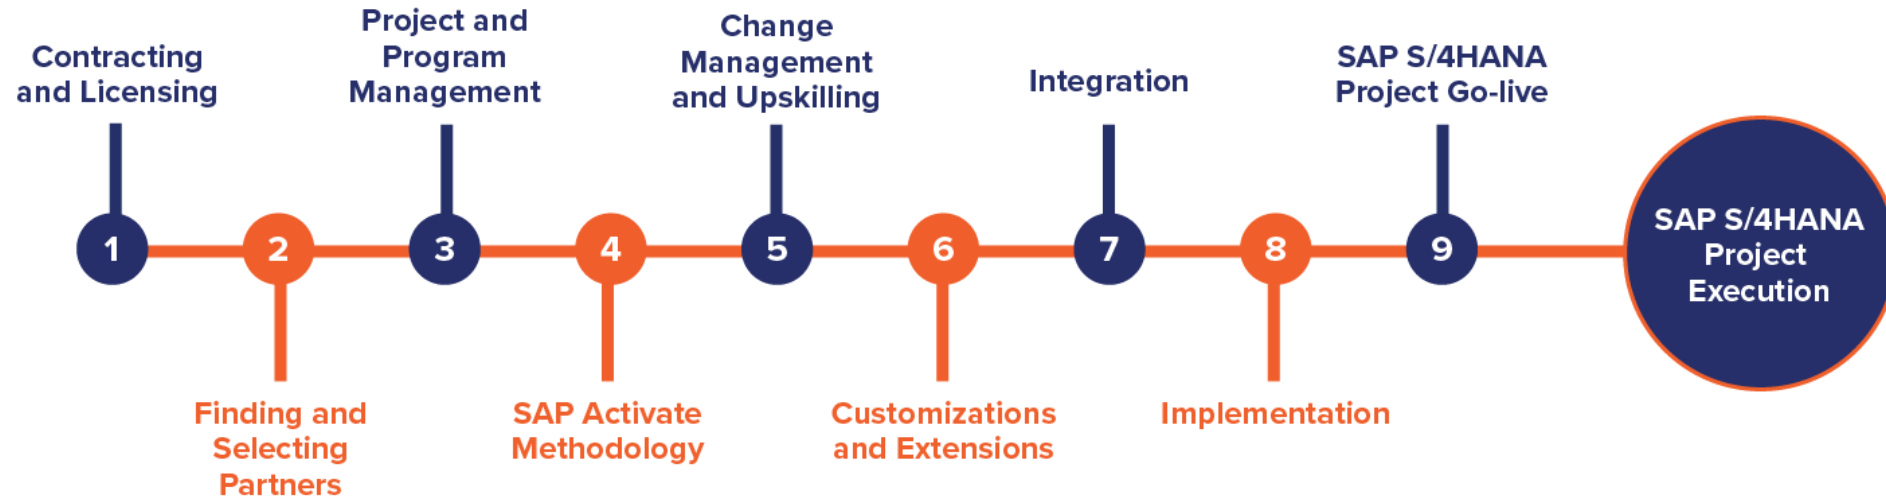 Contracting
and Licensing
1
Finding and
Selecting
Partners
2
Project and
Program
Management
3
SAP Activate
Methodology
4
Change
Management
and Upskilling
5
Customizations
and Extensions
6
Integration
7
Implementation
8
SAP S/4HANA
Project Go-live
9
SAP S/4HANA
Project
Execution